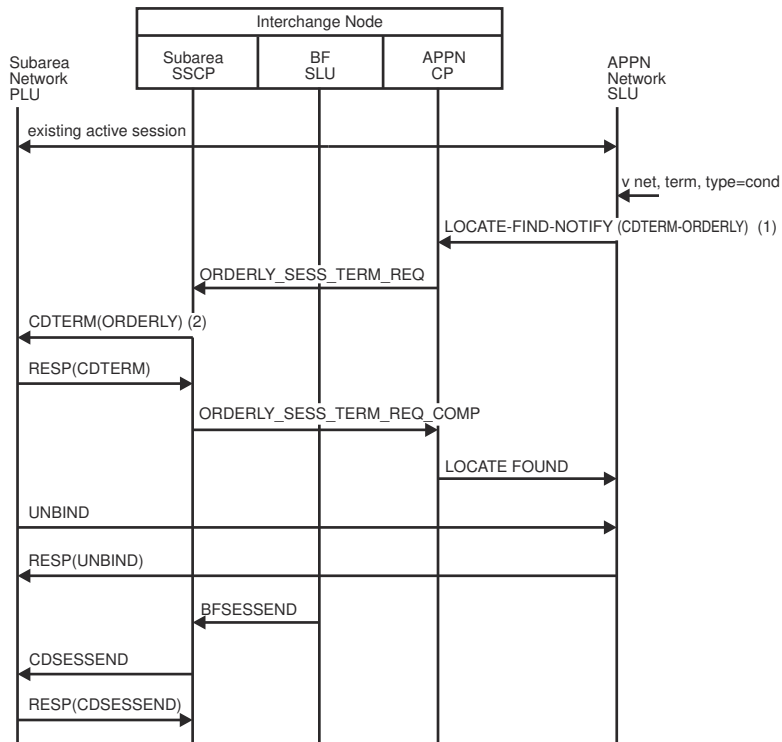 Interchange Node
Subarea
Network
PLU
Subarea
SSCP
BF
SLU
APPN
CP
APPN
Network
SLU
existing active session
v net, term, type=cond
LOCATE-FIND-NOTIFY (CDTERM-ORDERLY) (1)
ORDERLY_SESS_TERM_REQ
CDTERM(ORDERLY) (2)
RESP(CDTERM)
ORDERLY_SESS_TERM_REQ_COMP
LOCATE FOUND
UNBIND
RESP(UNBIND)
BFSESSEND
CDSESSEND
RESP(CDSESSEND)